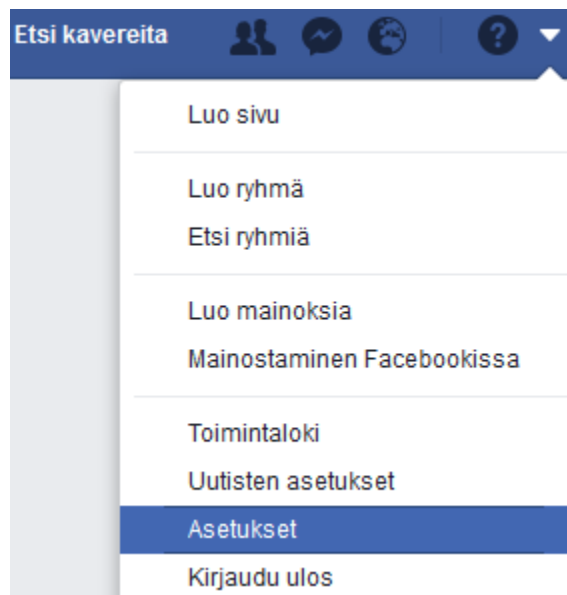 Etsi kavereita
Luo sivu
Luo ryhmä
Etsi ryhmiä
Luo mainoksia
Mainostaminen Facebookissa
Toimintaloki
Uutisten asetukset
Asetukset
Kirjaudu ulos